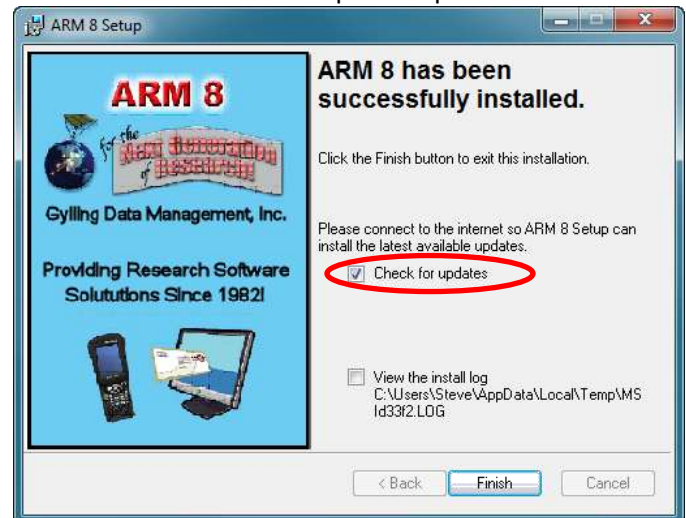 ARM 8 Setup
ARM 8
for the
Next Generation
of Research!
Gylling Data Management, Inc.
Providing Research Software
Solututions Since 1982!
ARM 8 has been
successfully installed.
Click the Finish button to exit this installation.
Please connect to the internet so ARM 8 Setup can
install the latest available updates.
Check for updates
View the install log
C:\Users\Steve\AppData\Local\Temp\MS
Id33f2.LOG
< Back
Finish
Cancel